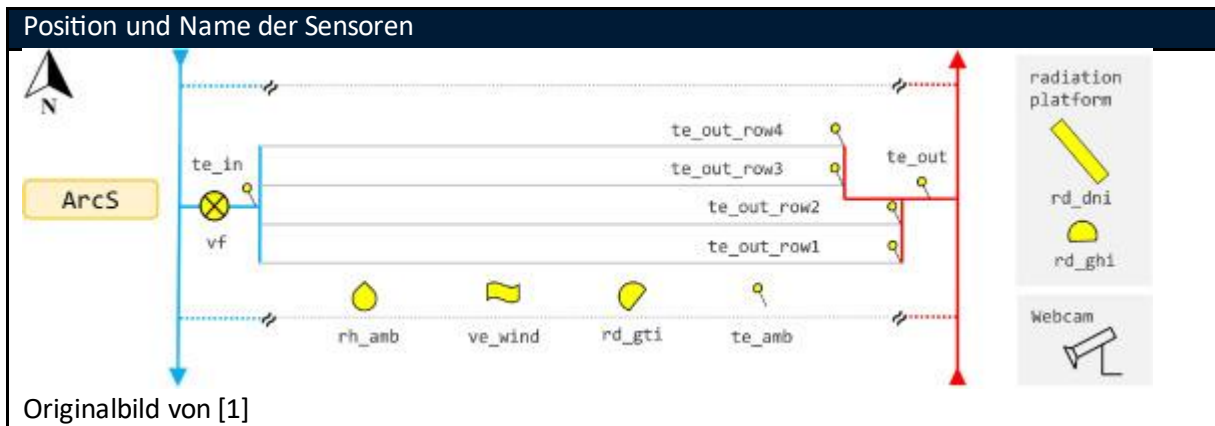 Position und Name der Sensoren
N
ArcS
te_in
vf
te_out_row4
te_out_row3
te_out_row2
te_out_row1
te_out
rh_amb
ve_wind
rd_gti
te_amb
radiation
platform
rd_dni
rd_ghi
Webcam
Originalbild von [1]